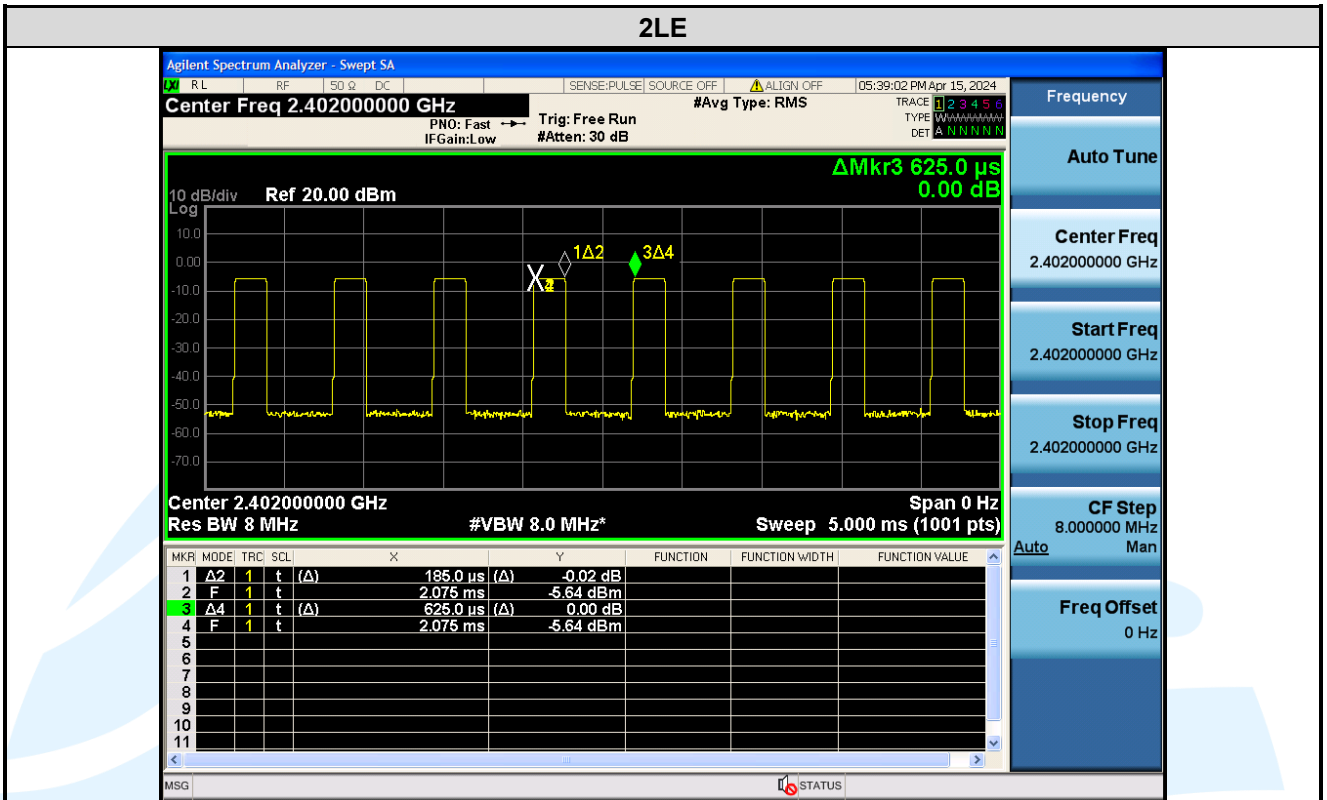 2LE
Agilent Spectrum Analyzer - Swept SA
LXI RL RF 50 Ω DC SENSE:PULSE SOURCE OFF ⚠ALIGN OFF 05:39:02 PM Apr 15, 2024
Center Freq 2.402000000 GHz
PNO: Fast
IFGain:Low
Trig: Free Run
#Atten: 30 dB
#Avg Type: RMS
TRACE 1 2 3 4 5 6
TYPE WWWWWW
DET A N N N N N
ΔMkr3 625.0 µs
0.00 dB
10 dB/div Ref 20.00 dBm
Log
10.0
0.00
-10.0
-20.0
-30.0
-40.0
-50.0
-60.0
-70.0
1Δ2
3Δ4
Center 2.402000000 GHz Span 0 Hz
Res BW 8 MHz #VBW 8.0 MHz* Sweep 5.000 ms (1001 pts)
MKR MODE TRC SCL X Y FUNCTION FUNCTION WIDTH FUNCTION VALUE
1 Δ2 1 t (Δ) 185.0 µs (Δ) -0.02 dB
2 F 1 t 2.075 ms -5.64 dBm
3 Δ4 1 t (Δ) 625.0 µs (Δ) 0.00 dB
4 F 1 t 2.075 ms -5.64 dBm
5
6
7
8
9
10
11
MSG STATUS
Frequency
Auto Tune
Center Freq
2.402000000 GHz
Start Freq
2.402000000 GHz
Stop Freq
2.402000000 GHz
CF Step
8.000000 MHz
Auto Man
Freq Offset
0 Hz